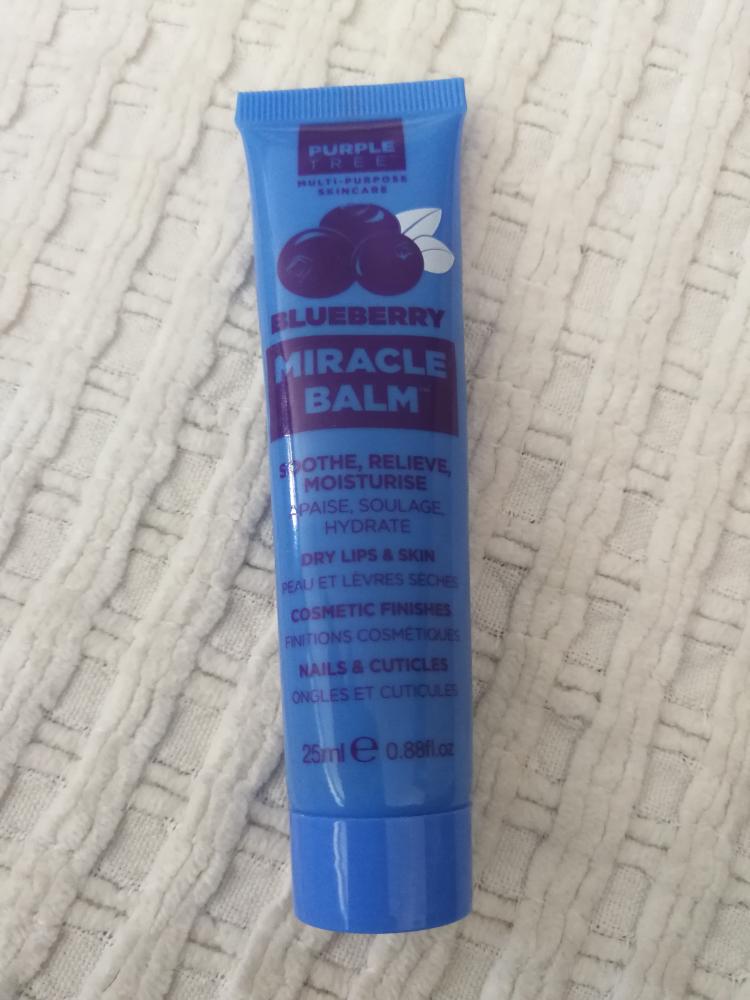 PURPLE
TREE
MULTI-PURPOSE
SKINCARE
BLUEBERRY
MIRACLE
BALM™
SOOTHE, RELIEVE,
MOISTURISE
APAISE, SOULAGE,
HYDRATE
DRY LIPS & SKIN
PEAU ET LÈVRES SÈCHES
COSMETIC FINISHES
FINITIONS COSMÉTIQUES
NAILS & CUTICLES
ONGLES ET CUTICULES
25ml ℮ 0.88fl.oz